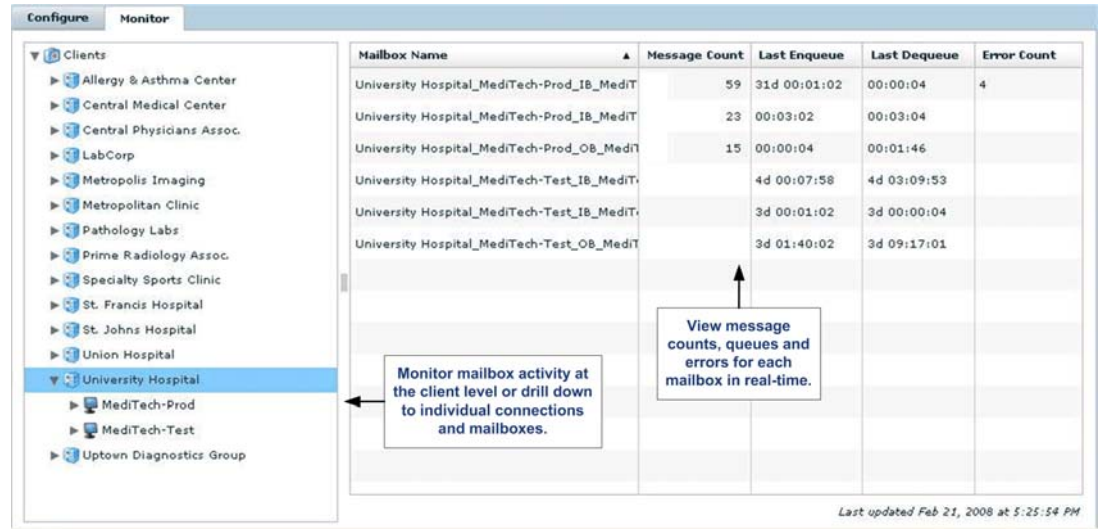 Configure Monitor
Clients
Allergy & Asthma Center
Central Medical Center
Central Physicians Assoc.
LabCorp
Metropolis Imaging
Metropolitan Clinic
Pathology Labs
Prime Radiology Assoc.
Specialty Sports Clinic
St. Francis Hospital
St. Johns Hospital
Union Hospital
University Hospital
MediTech-Prod
MediTech-Test
Uptown Diagnostics Group
Mailbox Name Message Count Last Enqueue Last Dequeue Error Count
University Hospital_MediTech-Prod_IB_MediT 59 31d 00:01:02 00:00:04 4
University Hospital_MediTech-Prod_IB_MediT 23 00:03:02 00:03:04
University Hospital_MediTech-Prod_OB_MediT 15 00:00:04 00:01:46
University Hospital_MediTech-Test_IB_MediT 4d 00:07:58 4d 03:09:53
University Hospital_MediTech-Test_IB_MediT 3d 00:01:02 3d 00:00:04
University Hospital_MediTech-Test_OB_MediT 3d 01:40:02 3d 09:17:01
View message
counts, queues and
errors for each
mailbox in real-time.
Monitor mailbox activity at
the client level or drill down
to individual connections
and mailboxes.
Last updated Feb 21, 2008 at 5:25:54 PM